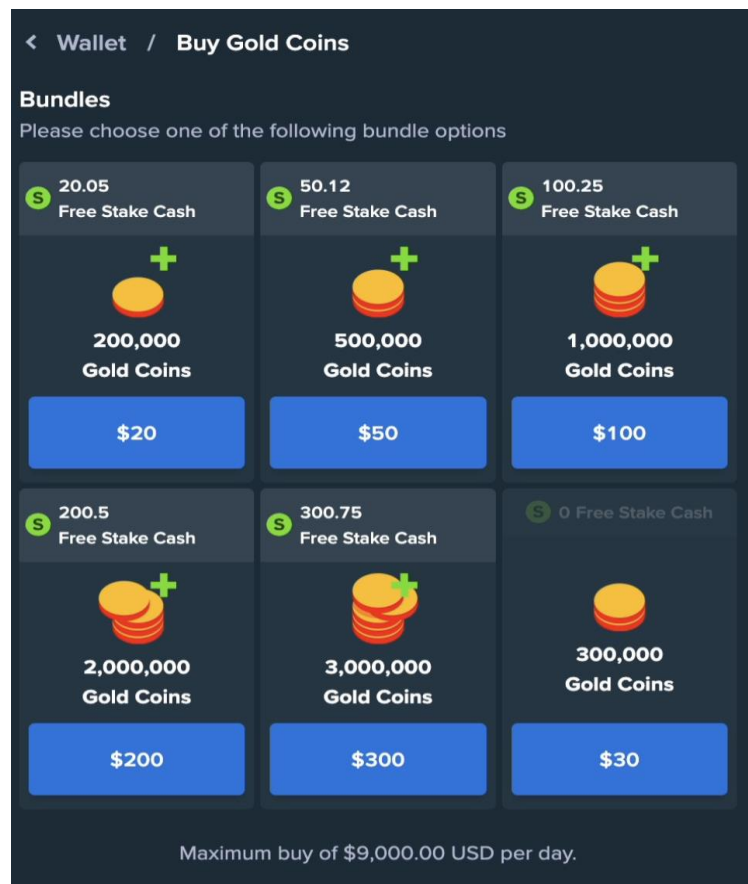 < Wallet / Buy Gold Coins
Bundles
Please choose one of the following bundle options
S 20.05
Free Stake Cash
200,000
Gold Coins
$20
S 50.12
Free Stake Cash
500,000
Gold Coins
$50
S 100.25
Free Stake Cash
1,000,000
Gold Coins
$100
S 200.5
Free Stake Cash
2,000,000
Gold Coins
$200
S 300.75
Free Stake Cash
3,000,000
Gold Coins
$300
S 0 Free Stake Cash
300,000
Gold Coins
$30
Maximum buy of $9,000.00 USD per day.